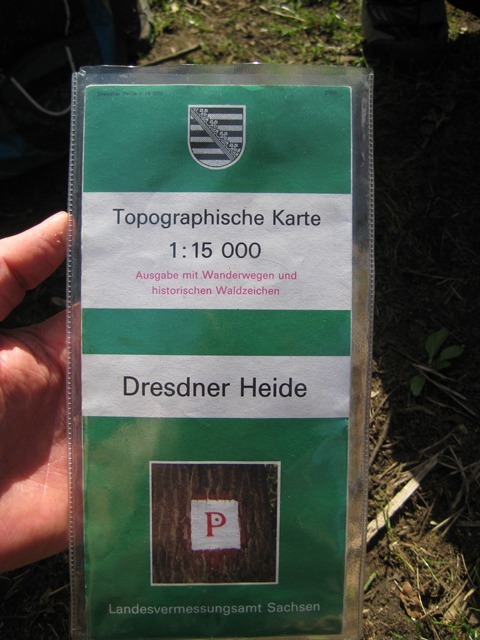 Topographische Karte
1:15 000
Ausgabe mit Wanderwegen und
historischen Waldzeichen
Dresdner Heide
P
Landesvermessungsamt Sachsen